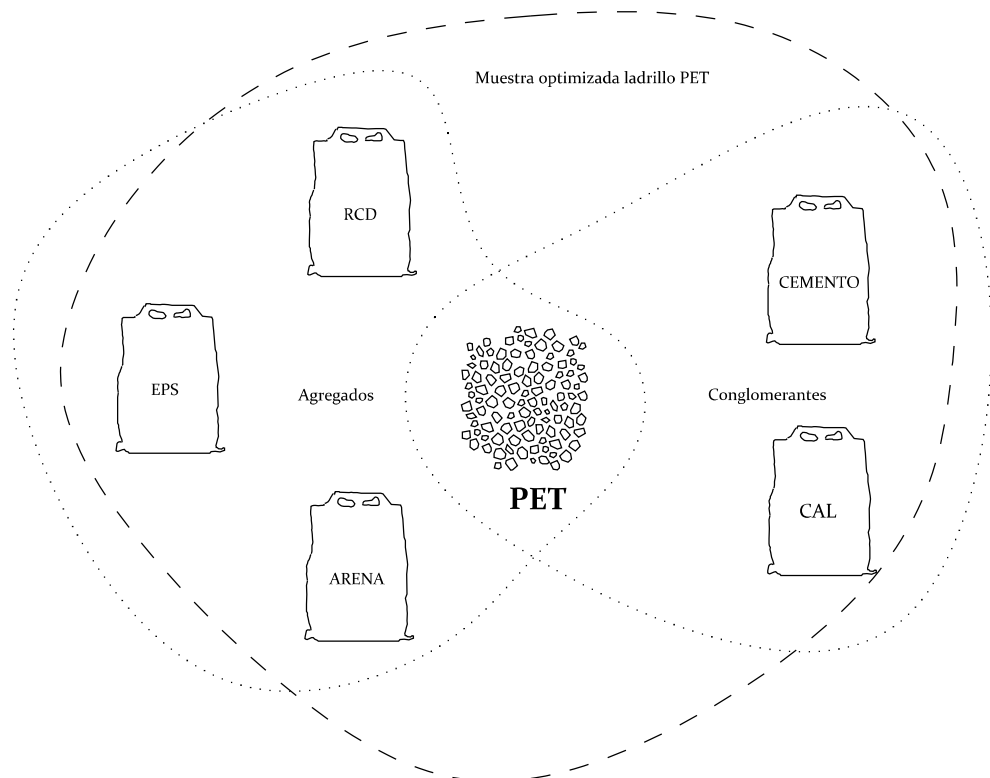 Muestra optimizada ladrillo PET
RCD
CEMENTO
EPS
Agregados
Conglomerantes
PET
CAL
ARENA